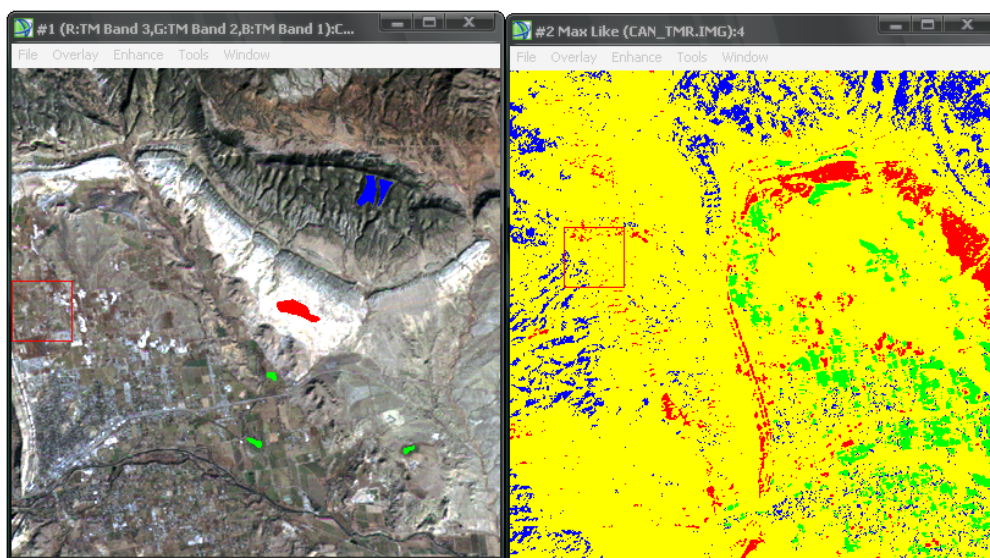 #1 (R:TM Band 3,G:TM Band 2,B:TM Band 1):C...
File Overlay Enhance Tools Window
#2 Max Like (CAN_TMR.IMG):4
File Overlay Enhance Tools Window